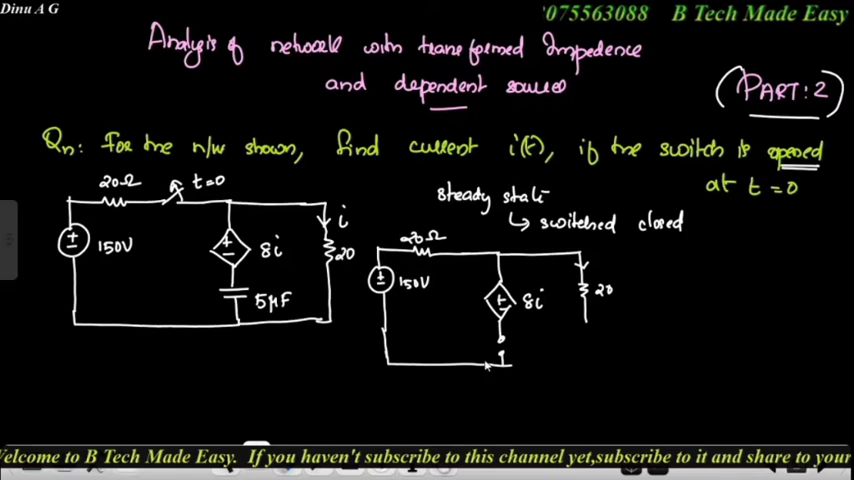 Dinu A G
075563088 B Tech Made Easy
Analysis of network with transformed Impedence
and dependent source
(PART:2)
Qn: For the n/w shown, find current i(t), if the switch is opened
at t = 0
20Ω
t=0
150V
8i
5μF
i
20
steady state
↳ switched closed
20Ω
150V
8i
20
Welcome to B Tech Made Easy. If you haven't subscribe to this channel yet,subscribe to it and share to your